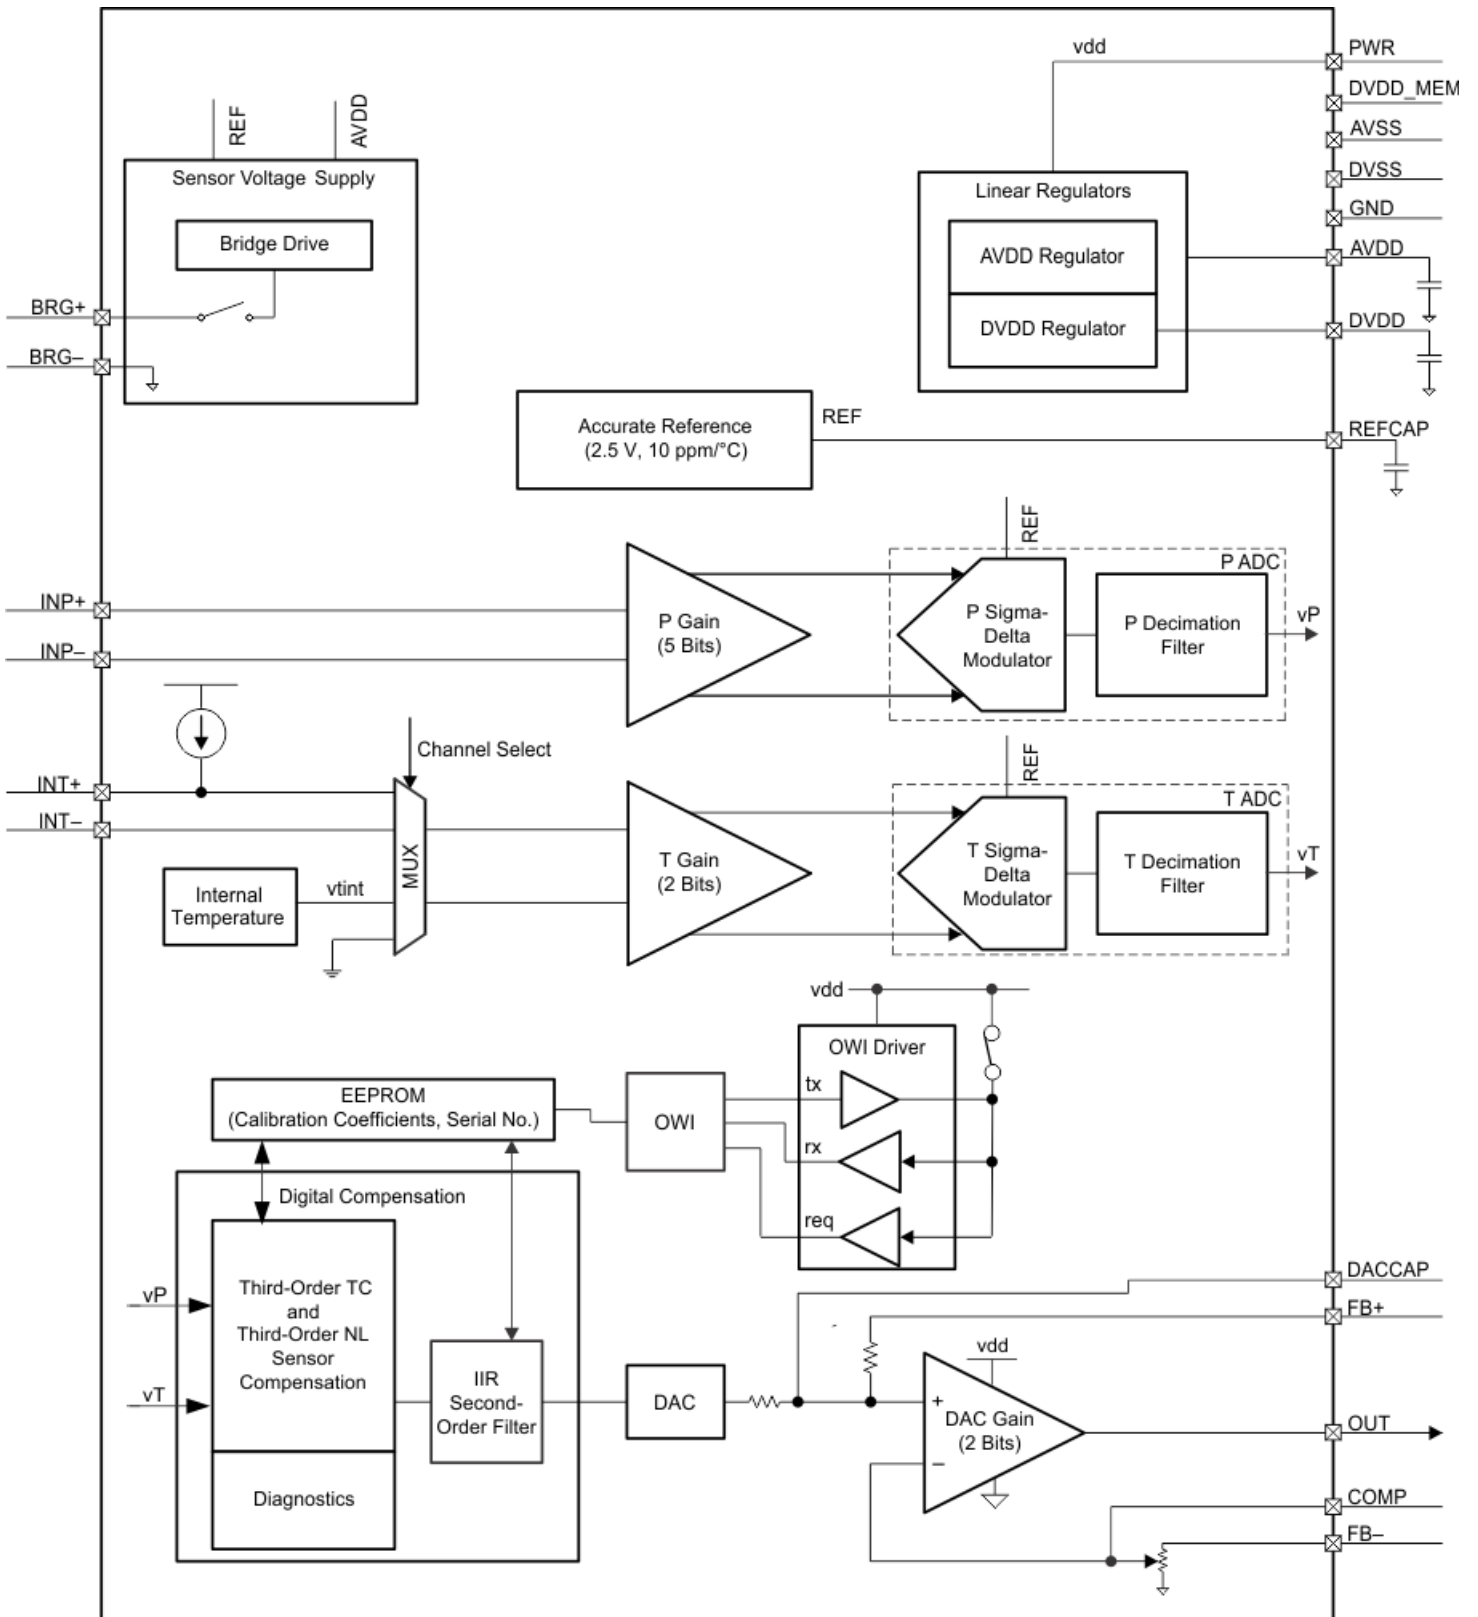 vdd
PWR
DVDD_MEM
AVSS
DVSS
GND
AVDD
DVDD
REFCAP
REF
AVDD
Sensor Voltage Supply
Bridge Drive
BRG+
BRG–
Linear Regulators
AVDD Regulator
DVDD Regulator
Accurate Reference
(2.5 V, 10 ppm/°C)
REF
REF
P ADC
INP+
INP–
P Gain
(5 Bits)
P Sigma-
Delta
Modulator
P Decimation
Filter
vP
Channel Select
REF
T ADC
INT+
INT–
MUX
Internal
Temperature
vtint
T Gain
(2 Bits)
T Sigma-
Delta
Modulator
T Decimation
Filter
vT
vdd
OWI Driver
tx
rx
req
OWI
EEPROM
(Calibration Coefficients, Serial No.)
Digital Compensation
vP
vT
Third-Order TC
and
Third-Order NL
Sensor
Compensation
Diagnostics
IIR
Second-
Order Filter
DAC
vdd
+
DAC Gain
(2 Bits)
–
DACCAP
FB+
OUT
COMP
FB–